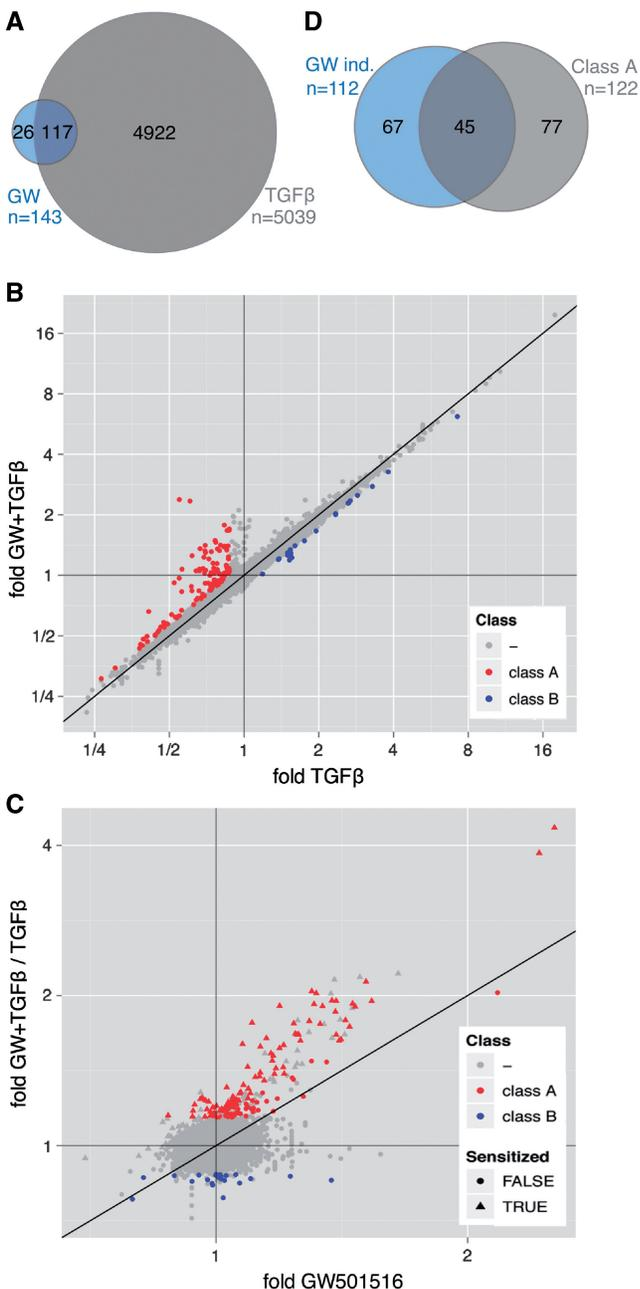 A
26 117 4922
GW
n=143
TGFβ
n=5039
D
GW ind.
n=112
Class A
n=122
67 45 77
B
fold GW+TGFβ
16
8
4
2
1
1/2
1/4
1/4 1/2 1 2 4 8 16
fold TGFβ
Class
–
class A
class B
C
fold GW+TGFβ / TGFβ
4
2
1
1 2
fold GW501516
Class
–
class A
class B
Sensitized
FALSE
TRUE